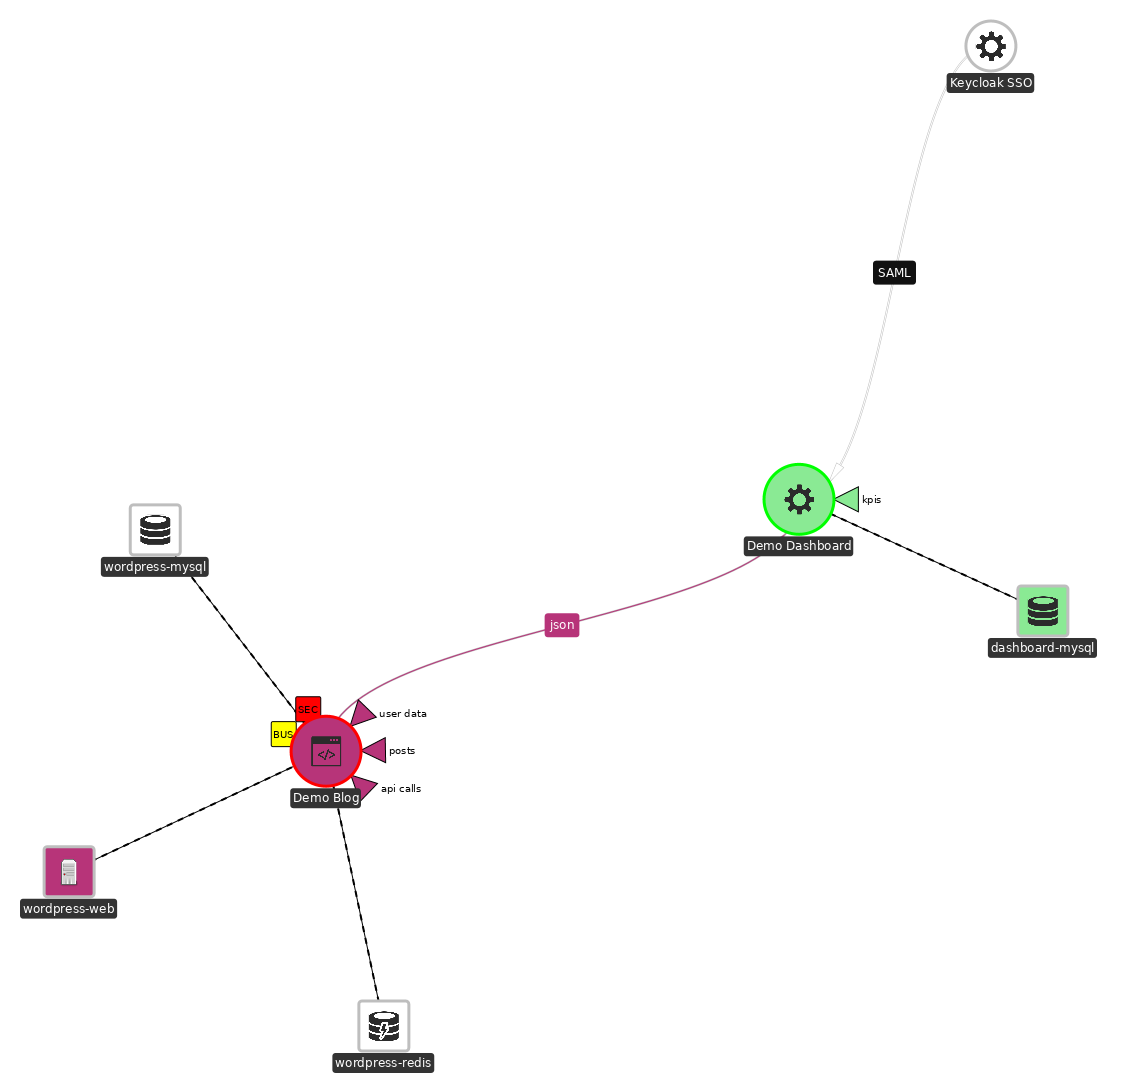 Keycloak SSO
SAML
kpis
Demo Dashboard
wordpress-mysql
json
dashboard-mysql
SEC
user data
BUS
posts
</>
api calls
Demo Blog
wordpress-web
wordpress-redis